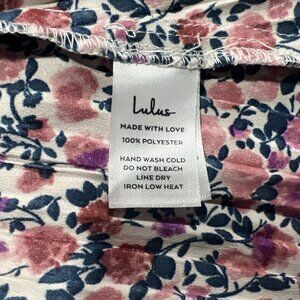 Lulus
MADE WITH LOVE
100% POLYESTER
HAND WASH COLD
DO NOT BLEACH
LINE DRY
IRON LOW HEAT